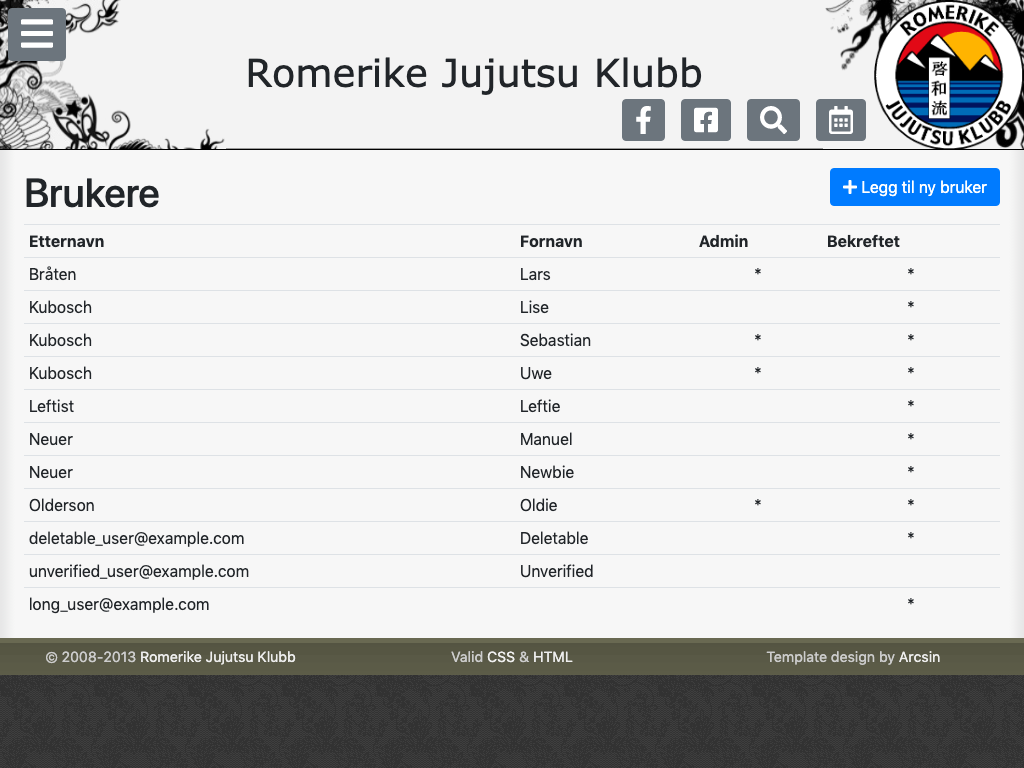 Romerike Jujutsu Klubb
ROMERIKE
啓和流
JUJUTSU KLUBB
Brukere
Legg til ny bruker
Etternavn Fornavn Admin Bekreftet
Bråten Lars * *
Kubosch Lise *
Kubosch Sebastian * *
Kubosch Uwe * *
Leftist Leftie *
Neuer Manuel *
Neuer Newbie *
Olderson Oldie * *
deletable_user@example.com Deletable *
unverified_user@example.com Unverified
long_user@example.com *
© 2008-2013 Romerike Jujutsu Klubb Valid CSS & HTML Template design by Arcsin